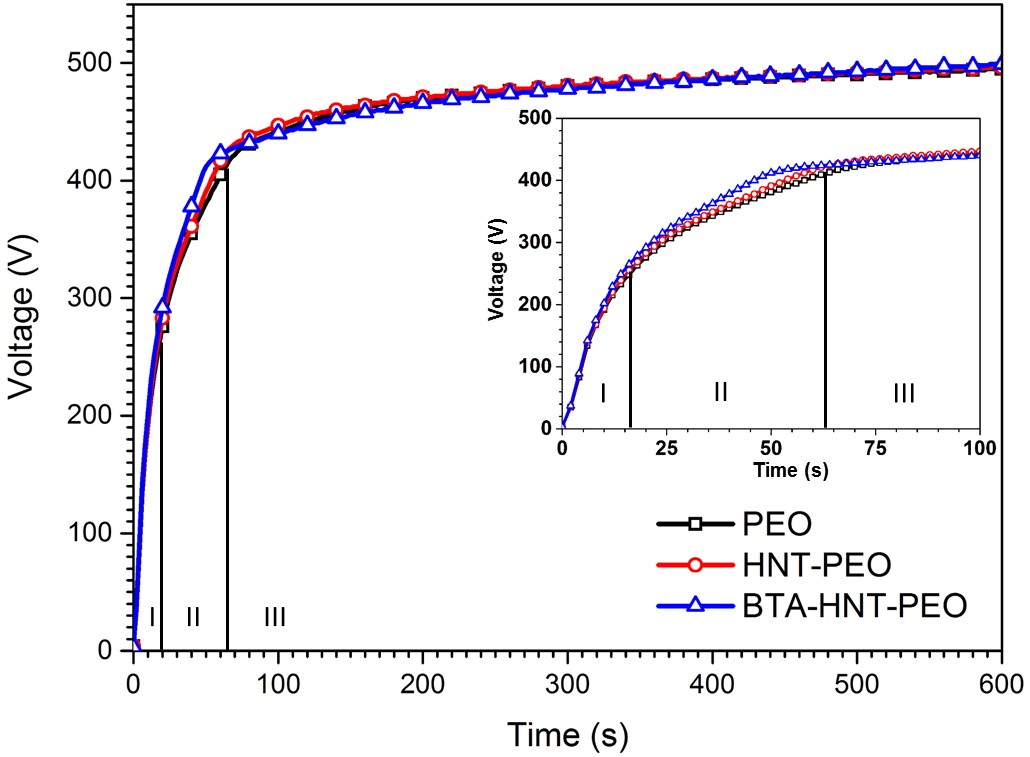 500
400
300
200
100
0
Voltage (V)
0 100 200 300 400 500 600
Time (s)
I II III
500
400
300
200
100
0
Voltage (V)
I II III
0 25 50 75 100
Time (s)
PEO
HNT-PEO
BTA-HNT-PEO